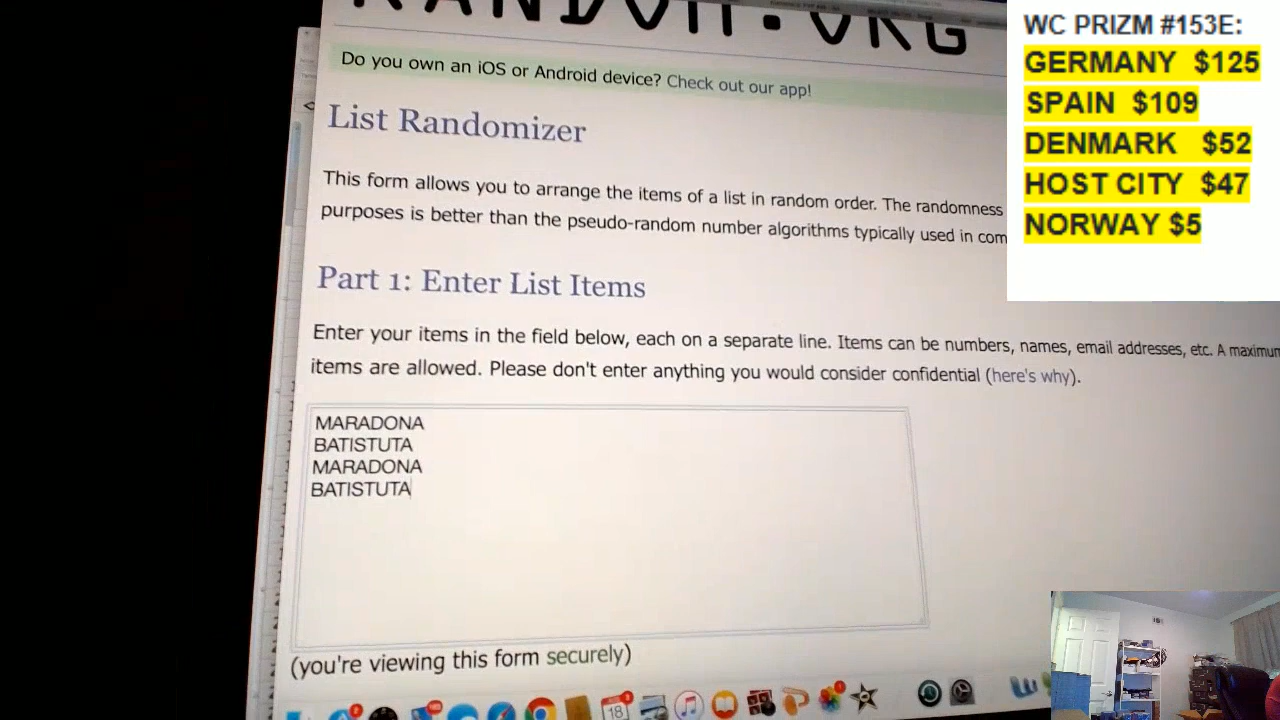 RANDOM.ORG
Do you own an iOS or Android device? Check out our app!
List Randomizer
This form allows you to arrange the items of a list in random order. The randomness
purposes is better than the pseudo-random number algorithms typically used in com
Part 1: Enter List Items
Enter your items in the field below, each on a separate line. Items can be numbers, names, email addresses, etc. A maximum
items are allowed. Please don't enter anything you would consider confidential (here's why).
MARADONA
BATISTUTA
MARADONA
BATISTUTA
(you're viewing this form securely)
18
WC PRIZM #153E:
GERMANY $125
SPAIN $109
DENMARK $52
HOST CITY $47
NORWAY $5